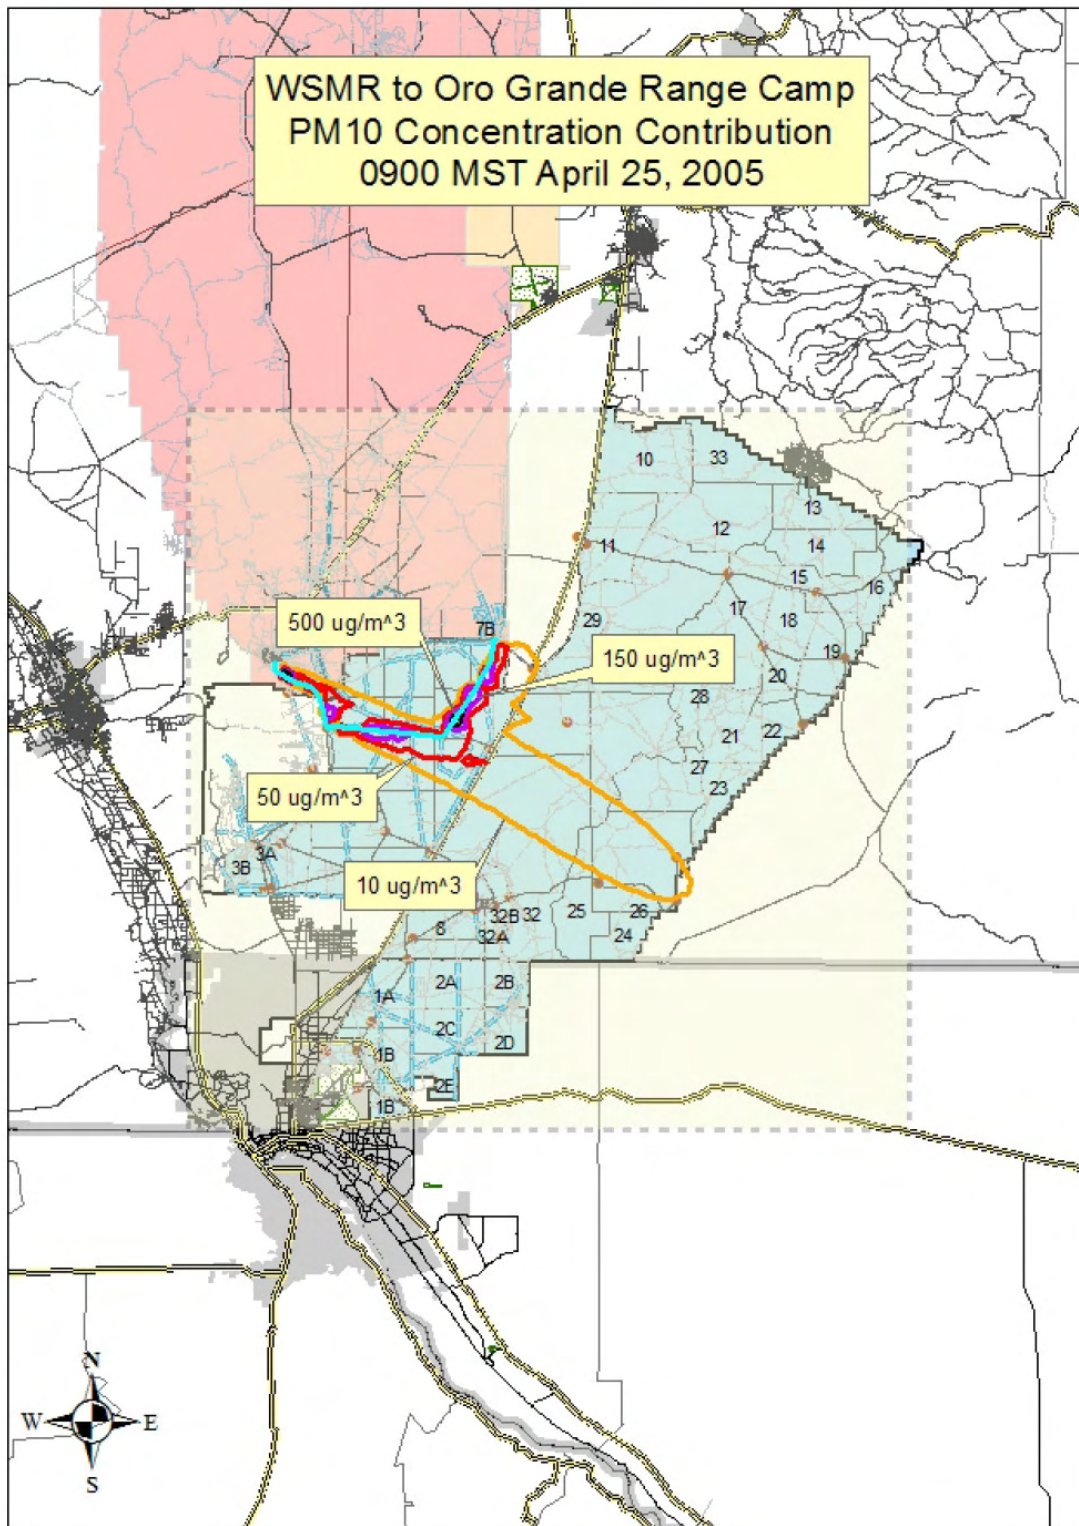 WSMR to Oro Grande Range Camp
PM10 Concentration Contribution
0900 MST April 25, 2005
10
33
13
12
14
11
15
16
17
18
29
500 ug/m^3
7B
150 ug/m^3
19
20
28
21
22
27
23
50 ug/m^3
3A
3B
10 ug/m^3
25
26
32B
32
8
32A
24
2A
2B
1A
2C
2D
1B
2E
1B
N
W
E
S